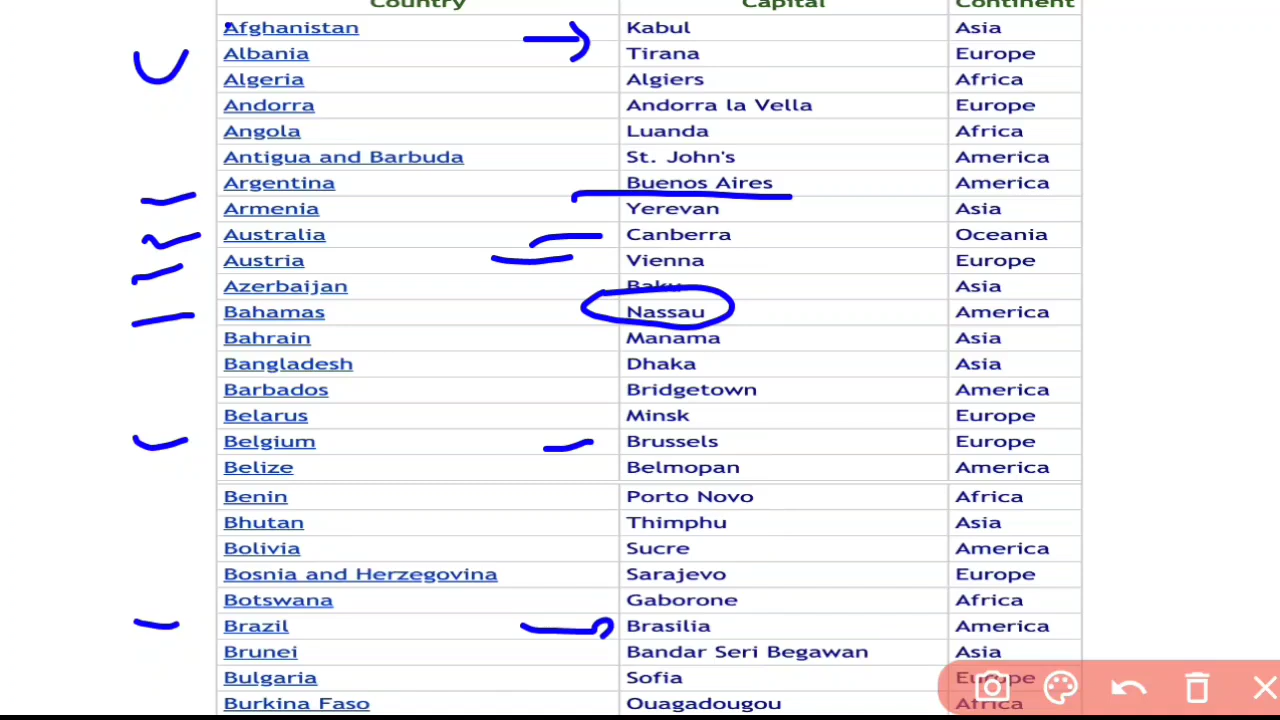 Country Capital Continent
Afghanistan Kabul Asia
Albania Tirana Europe
Algeria Algiers Africa
Andorra Andorra la Vella Europe
Angola Luanda Africa
Antigua and Barbuda St. John's America
Argentina Buenos Aires America
Armenia Yerevan Asia
Australia Canberra Oceania
Austria Vienna Europe
Azerbaijan Baku Asia
Bahamas Nassau America
Bahrain Manama Asia
Bangladesh Dhaka Asia
Barbados Bridgetown America
Belarus Minsk Europe
Belgium Brussels Europe
Belize Belmopan America
Benin Porto Novo Africa
Bhutan Thimphu Asia
Bolivia Sucre America
Bosnia and Herzegovina Sarajevo Europe
Botswana Gaborone Africa
Brazil Brasilia America
Brunei Bandar Seri Begawan Asia
Bulgaria Sofia Europe
Burkina Faso Ouagadougou Africa